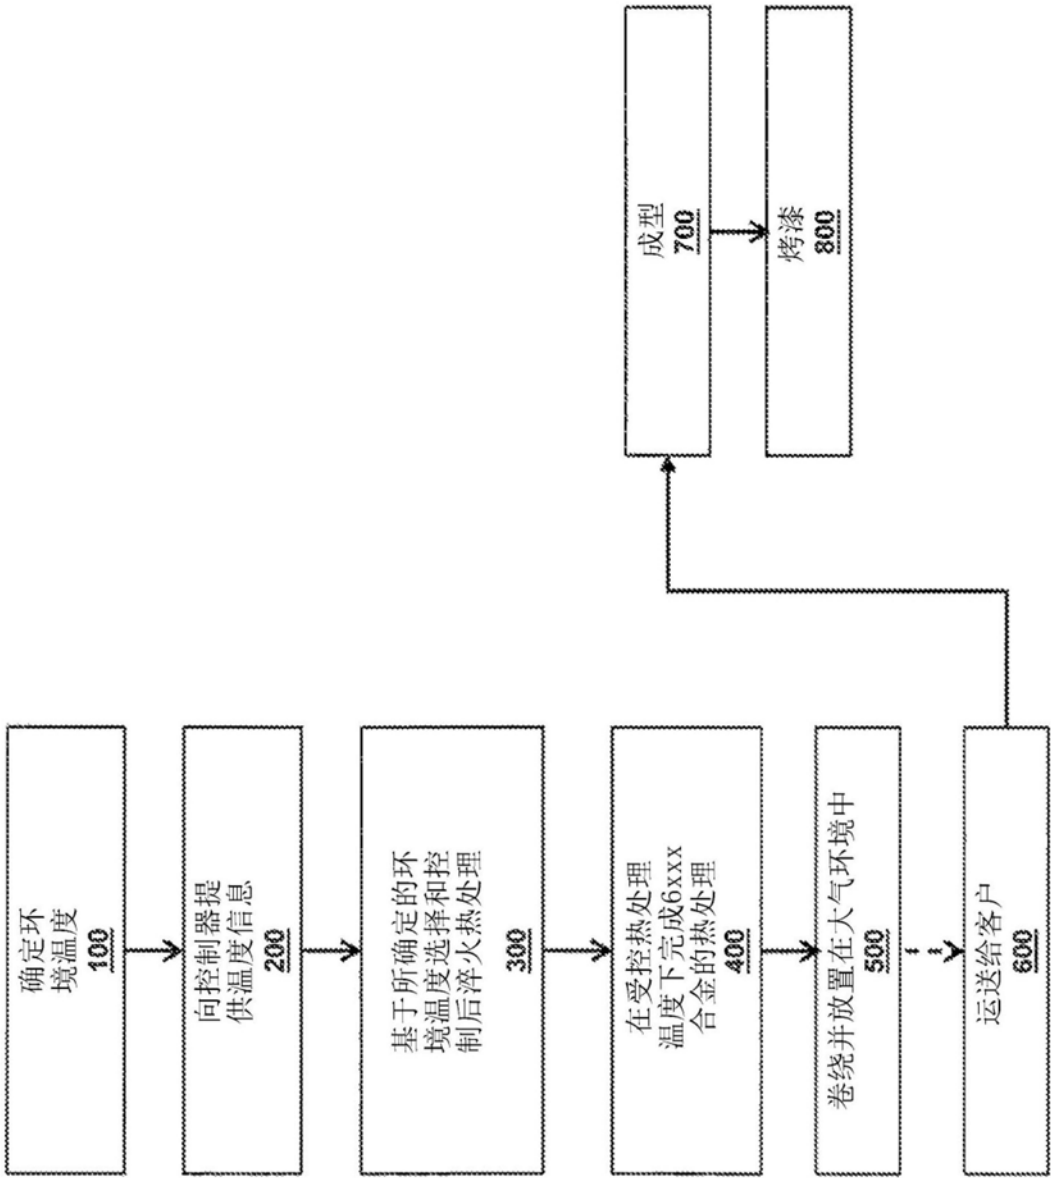 确定环
境温度
100
向控制器提
供温度信息
200
基于所确定的环
境温度选择和控
制后淬火热处理
300
在受控热处理
温度下完成6xxx
合金的热处理
400
卷绕并放置在大气环境中
500
运送给客户
600
成型
700
烤漆
800